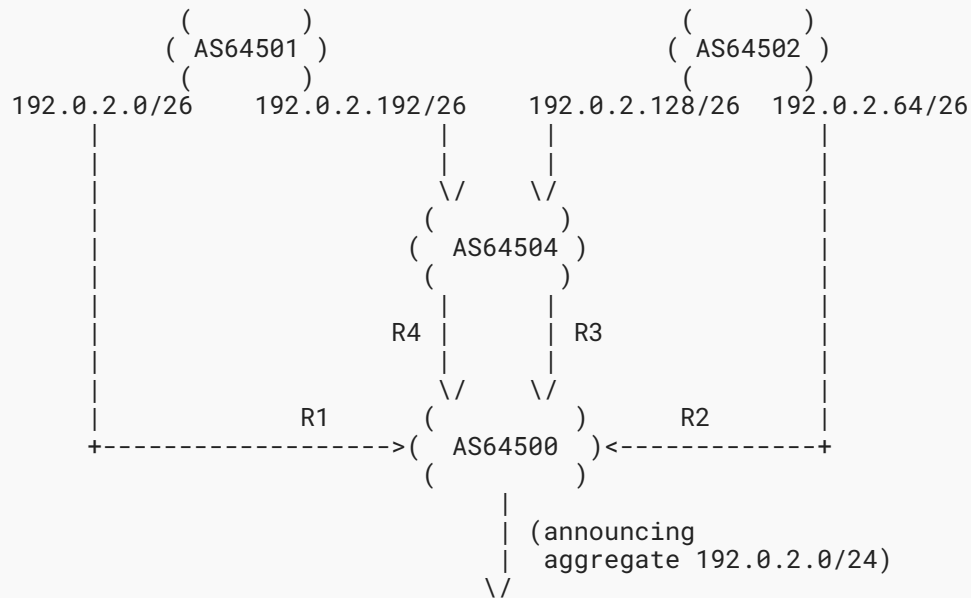 ( )            ( )
( AS64501 )            ( AS64502 )
( )            ( )
192.0.2.0/26    192.0.2.192/26    192.0.2.128/26  192.0.2.64/26
( )
( AS64504 )
( )
R4    R3
R1    ( )    R2
+------------------->( AS64500 )<-------------+
( )
(announcing
aggregate 192.0.2.0/24)